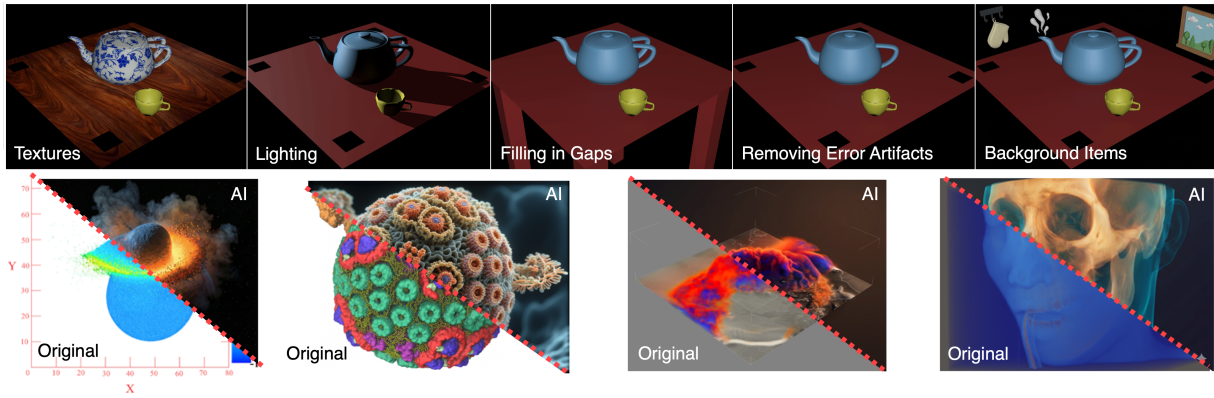 Textures
Lighting
Filling in Gaps
Removing Error Artifacts
Background Items
AI
AI
AI
AI
70
60
50
Y
40
30
20
10
Original
Original
Original
Original
0
10
20
30
40
50
60
70
80
X